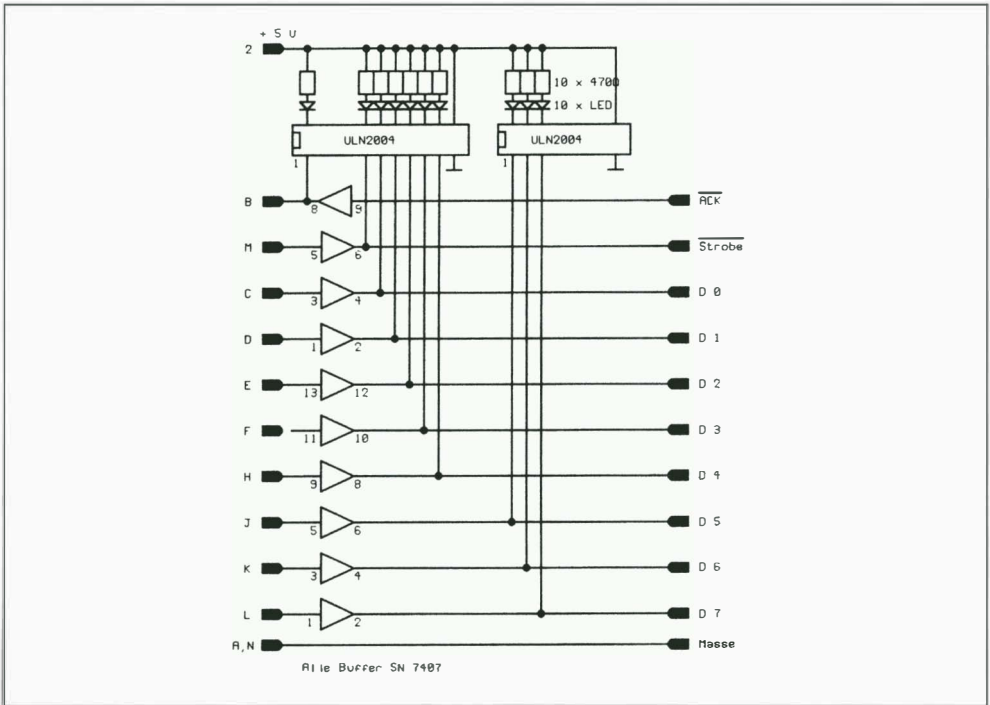 + 5 V
2
10 x 470Ω
10 x LED
ULN2004
ULN2004
1
1
B
8
9
ACK
M
5
6
Strobe
C
3
4
D 0
D
1
2
D 1
E
13
12
D 2
F
11
10
D 3
H
9
8
D 4
J
5
6
D 5
K
3
4
D 6
L
1
2
D 7
A,N
Masse
Alle Buffer SN 7407